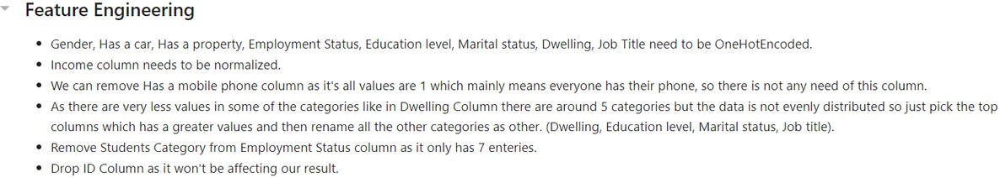 Feature Engineering
Gender, Has a car, Has a property, Employment Status, Education level, Marital status, Dwelling, Job Title need to be OneHotEncoded.
Income column needs to be normalized.
We can remove Has a mobile phone column as it's all values are 1 which mainly means everyone has their phone, so there is not any need of this column.
As there are very less values in some of the categories like in Dwelling Column there are around 5 categories but the data is not evenly distributed so just pick the top
columns which has a greater values and then rename all the other categories as other. (Dwelling, Education level, Marital status, Job title).
Remove Students Category from Employment Status column as it only has 7 enteries.
Drop ID Column as it won't be affecting our result.